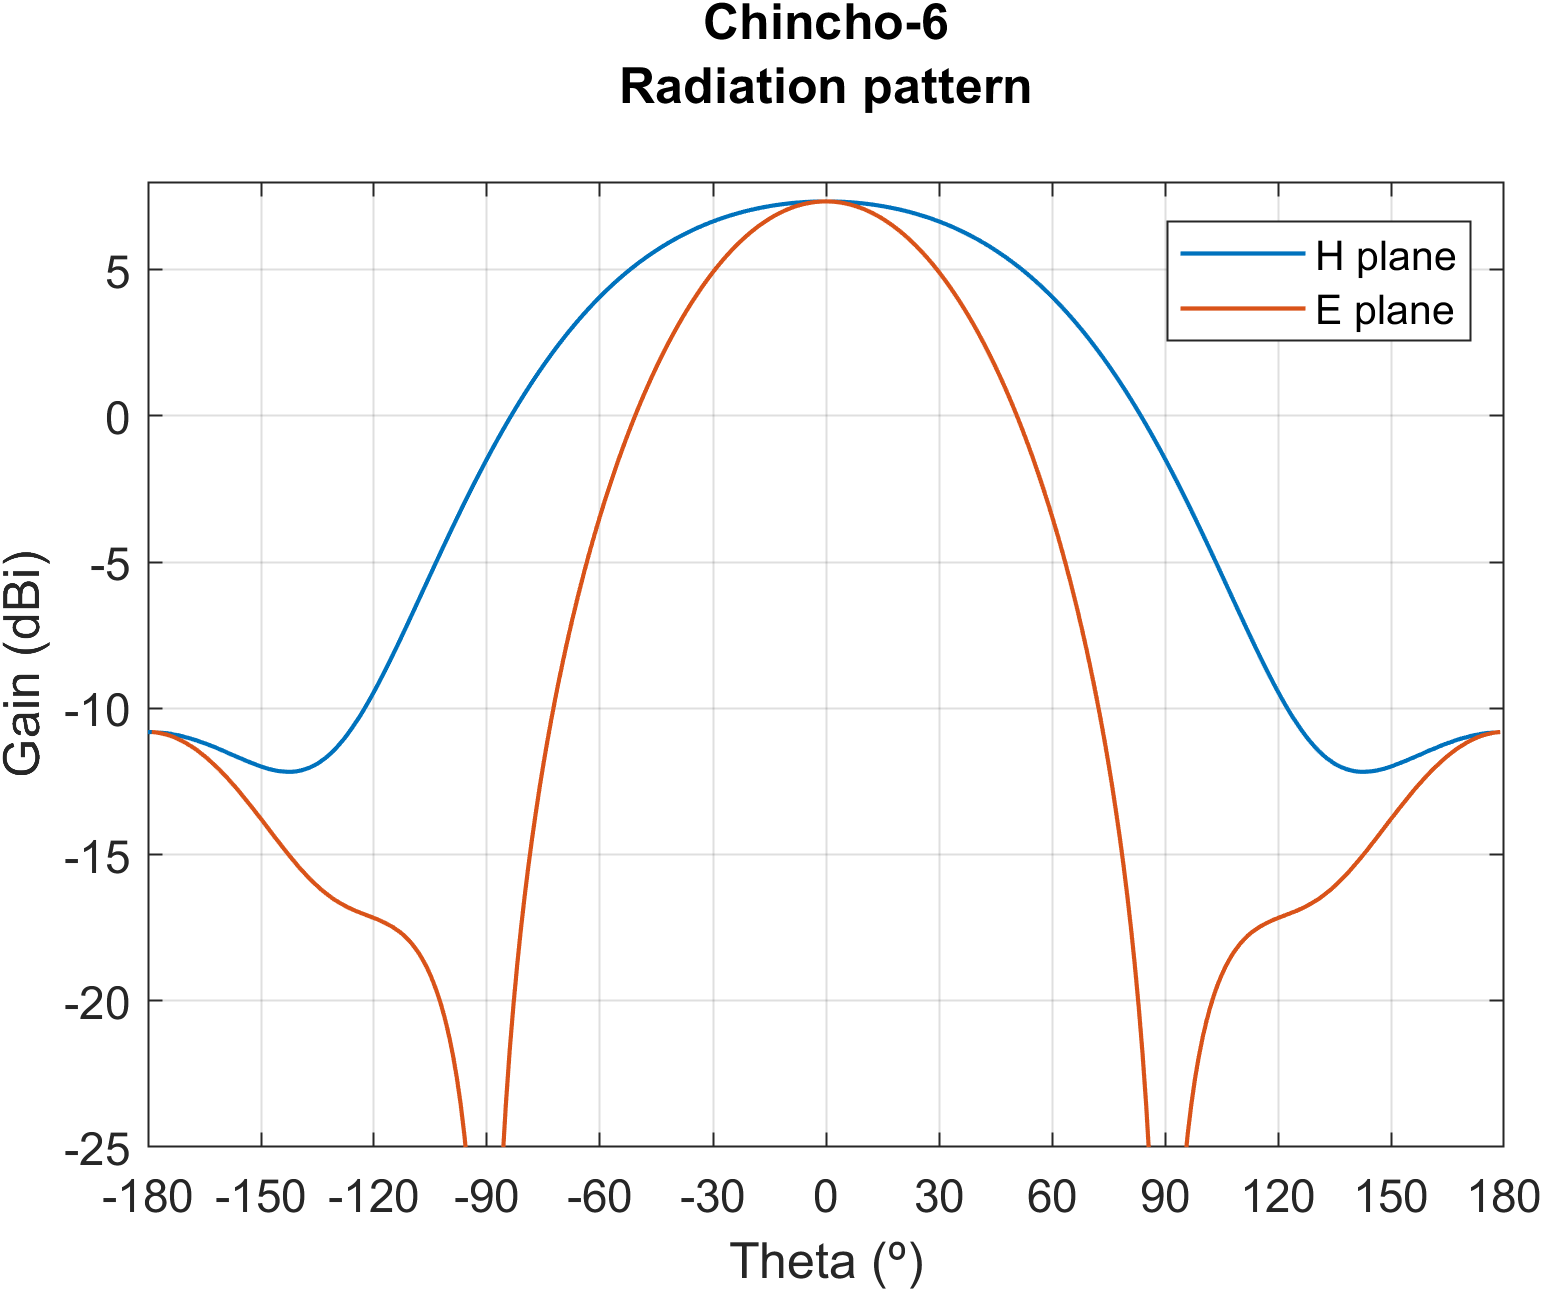 Chincho-6
Radiation pattern
H plane
E plane
Gain (dBi)
5
0
-5
-10
-15
-20
-25
-180 -150 -120 -90 -60 -30 0 30 60 90 120 150 180
Theta (º)